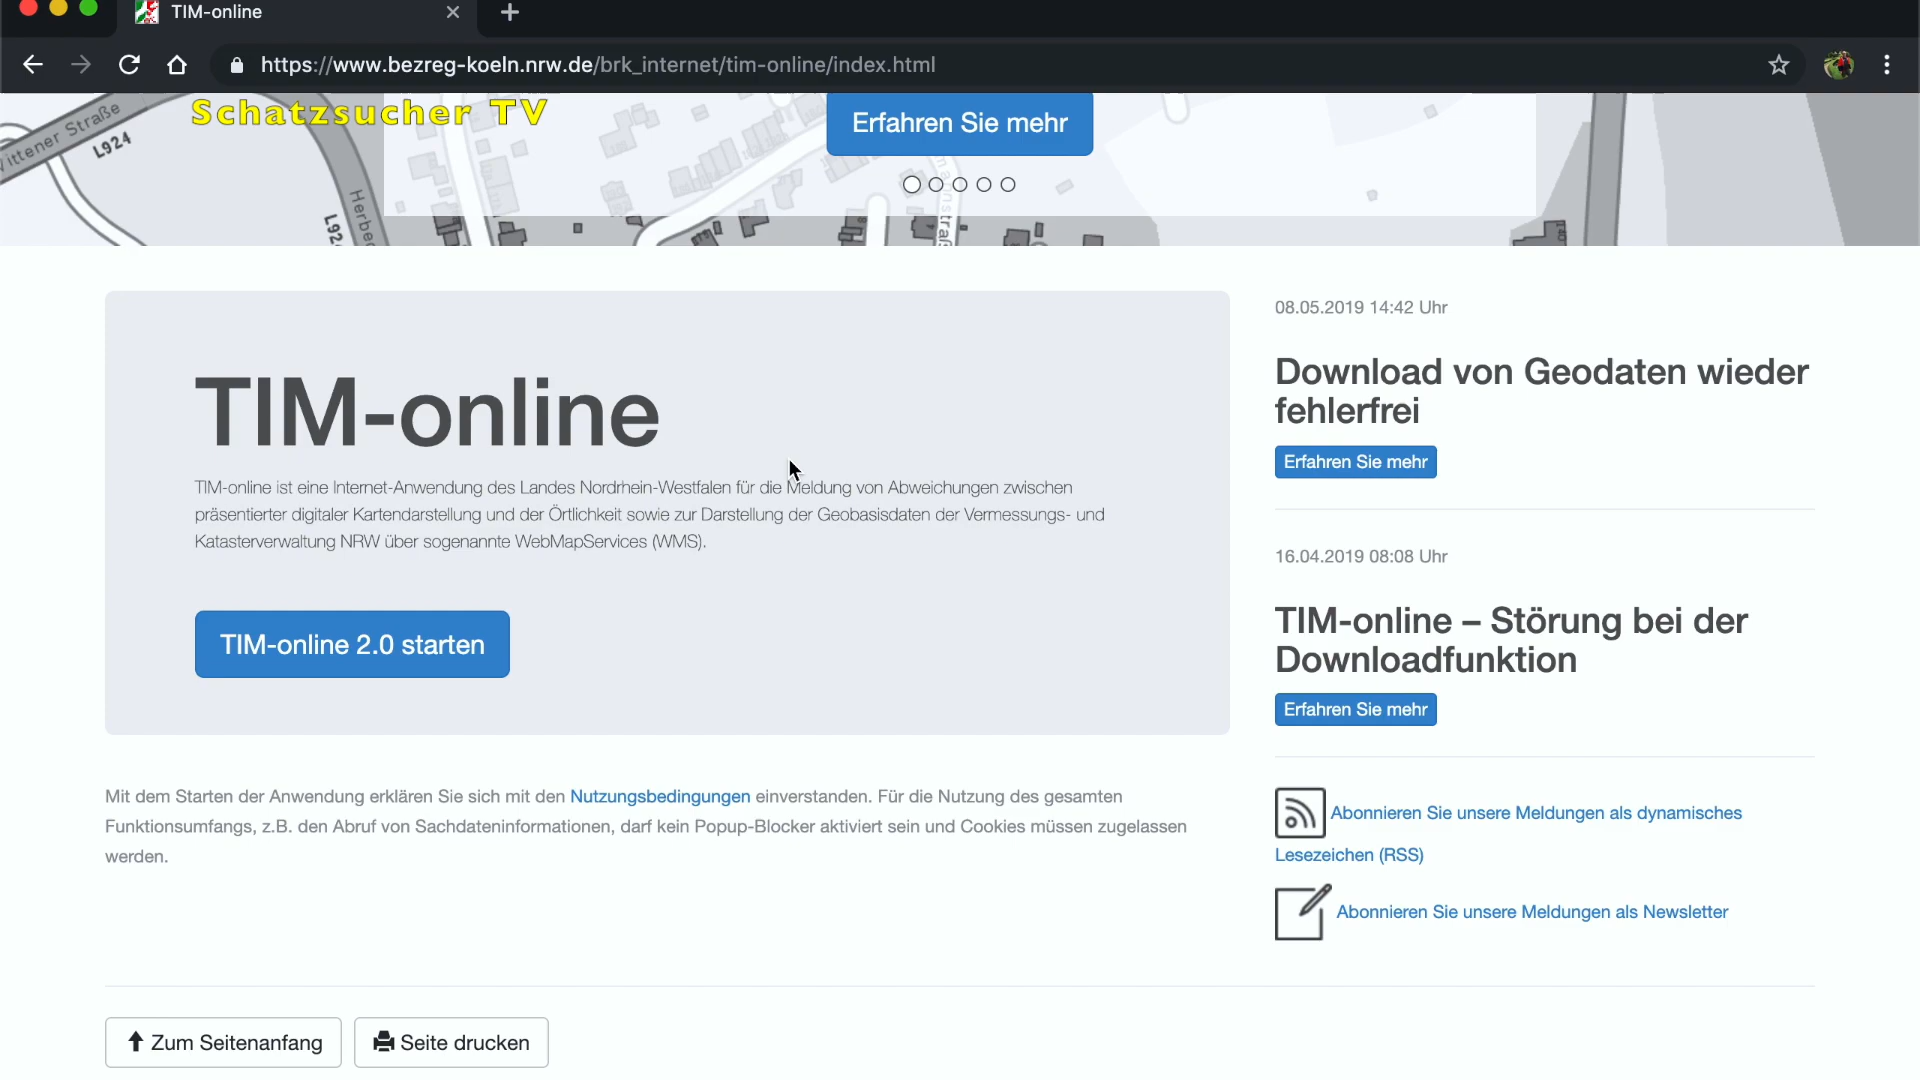 TIM-online
https://www.bezreg-koeln.nrw.de/brk_internet/tim-online/index.html
Schatzsucher TV
Wittener Straße
L924
Erfahren Sie mehr
TIM-online
TIM-online ist eine Internet-Anwendung des Landes Nordrhein-Westfalen für die Meldung von Abweichungen zwischen
präsentierter digitaler Kartendarstellung und der Örtlichkeit sowie zur Darstellung der Geobasisdaten der Vermessungs- und
Katasterverwaltung NRW über sogenannte WebMapServices (WMS).
TIM-online 2.0 starten
Mit dem Starten der Anwendung erklären Sie sich mit den Nutzungsbedingungen einverstanden. Für die Nutzung des gesamten
Funktionsumfangs, z.B. den Abruf von Sachdateninformationen, darf kein Popup-Blocker aktiviert sein und Cookies müssen zugelassen
werden.
08.05.2019 14:42 Uhr
Download von Geodaten wieder
fehlerfrei
Erfahren Sie mehr
16.04.2019 08:08 Uhr
TIM-online – Störung bei der
Downloadfunktion
Erfahren Sie mehr
Abonnieren Sie unsere Meldungen als dynamisches
Lesezeichen (RSS)
Abonnieren Sie unsere Meldungen als Newsletter
Zum Seitenanfang
Seite drucken